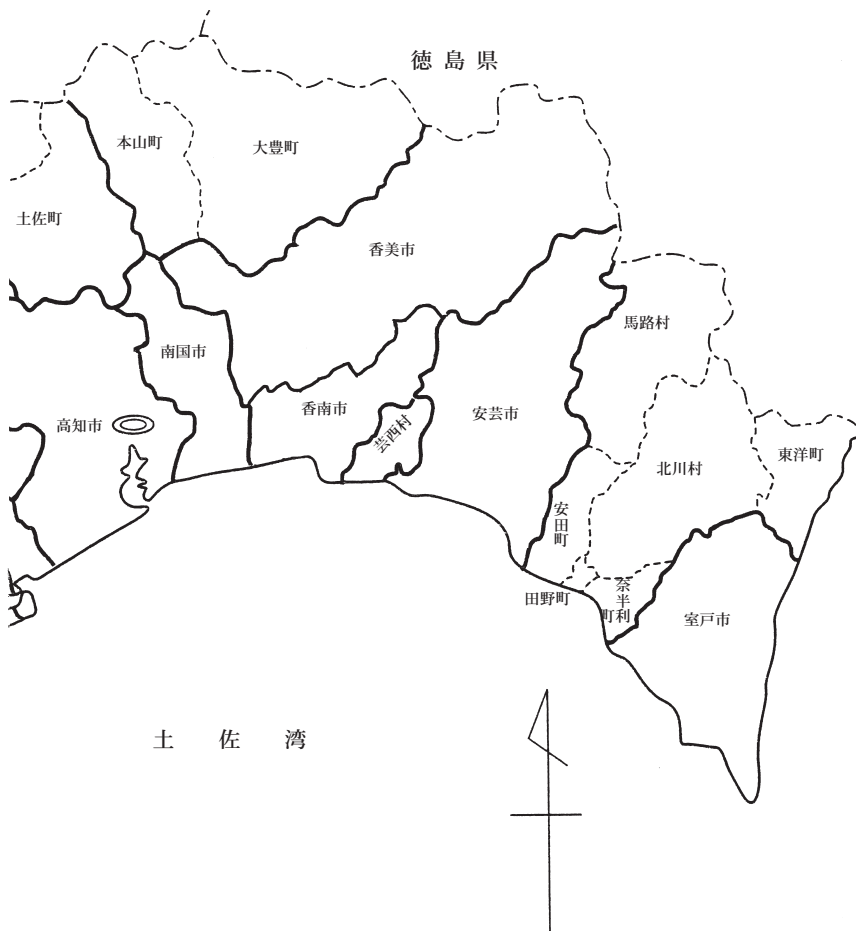 徳島県
本山町
大豊町
土佐町
香美市
馬路村
南国市
香南市
芸西村
安芸市
高知市
北川村
東洋町
安田町
田野町
奈半利町
室戸市
土佐湾